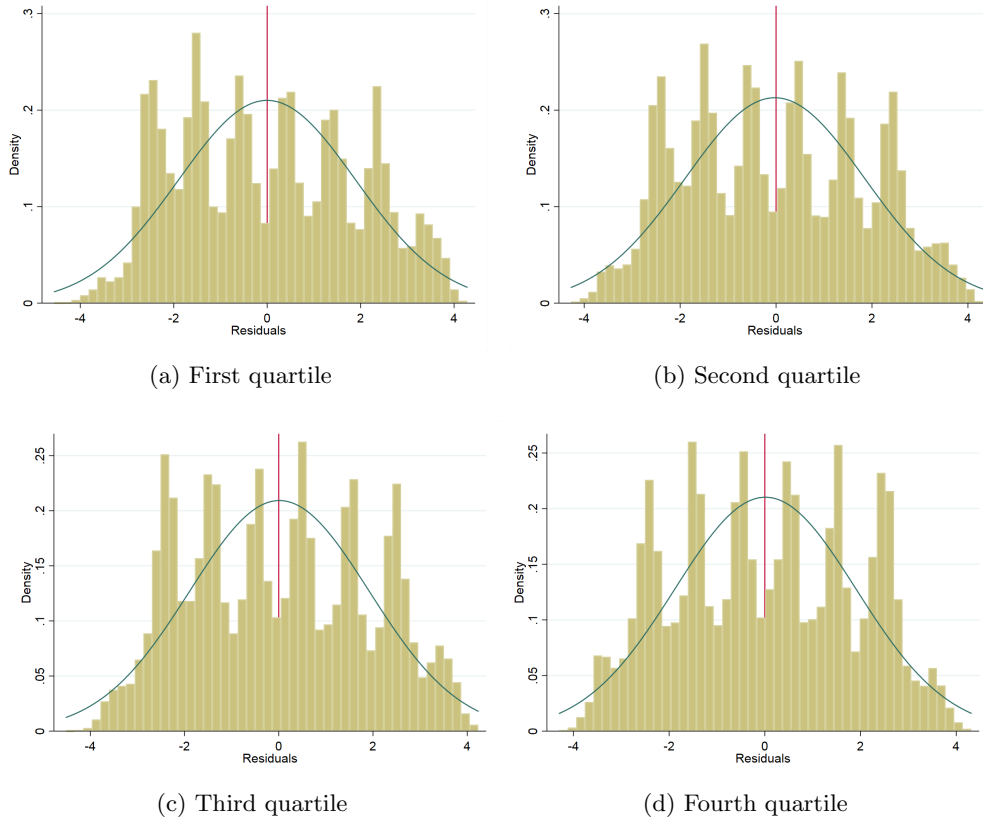 .3
.2
.1
0
Density
-4 -2 0 2 4
Residuals
(a) First quartile
.3
.2
.1
0
Density
-4 -2 0 2 4
Residuals
(b) Second quartile
.25
.2
.15
.1
.05
0
Density
-4 -2 0 2 4
Residuals
(c) Third quartile
.25
.2
.15
.1
.05
0
Density
-4 -2 0 2 4
Residuals
(d) Fourth quartile